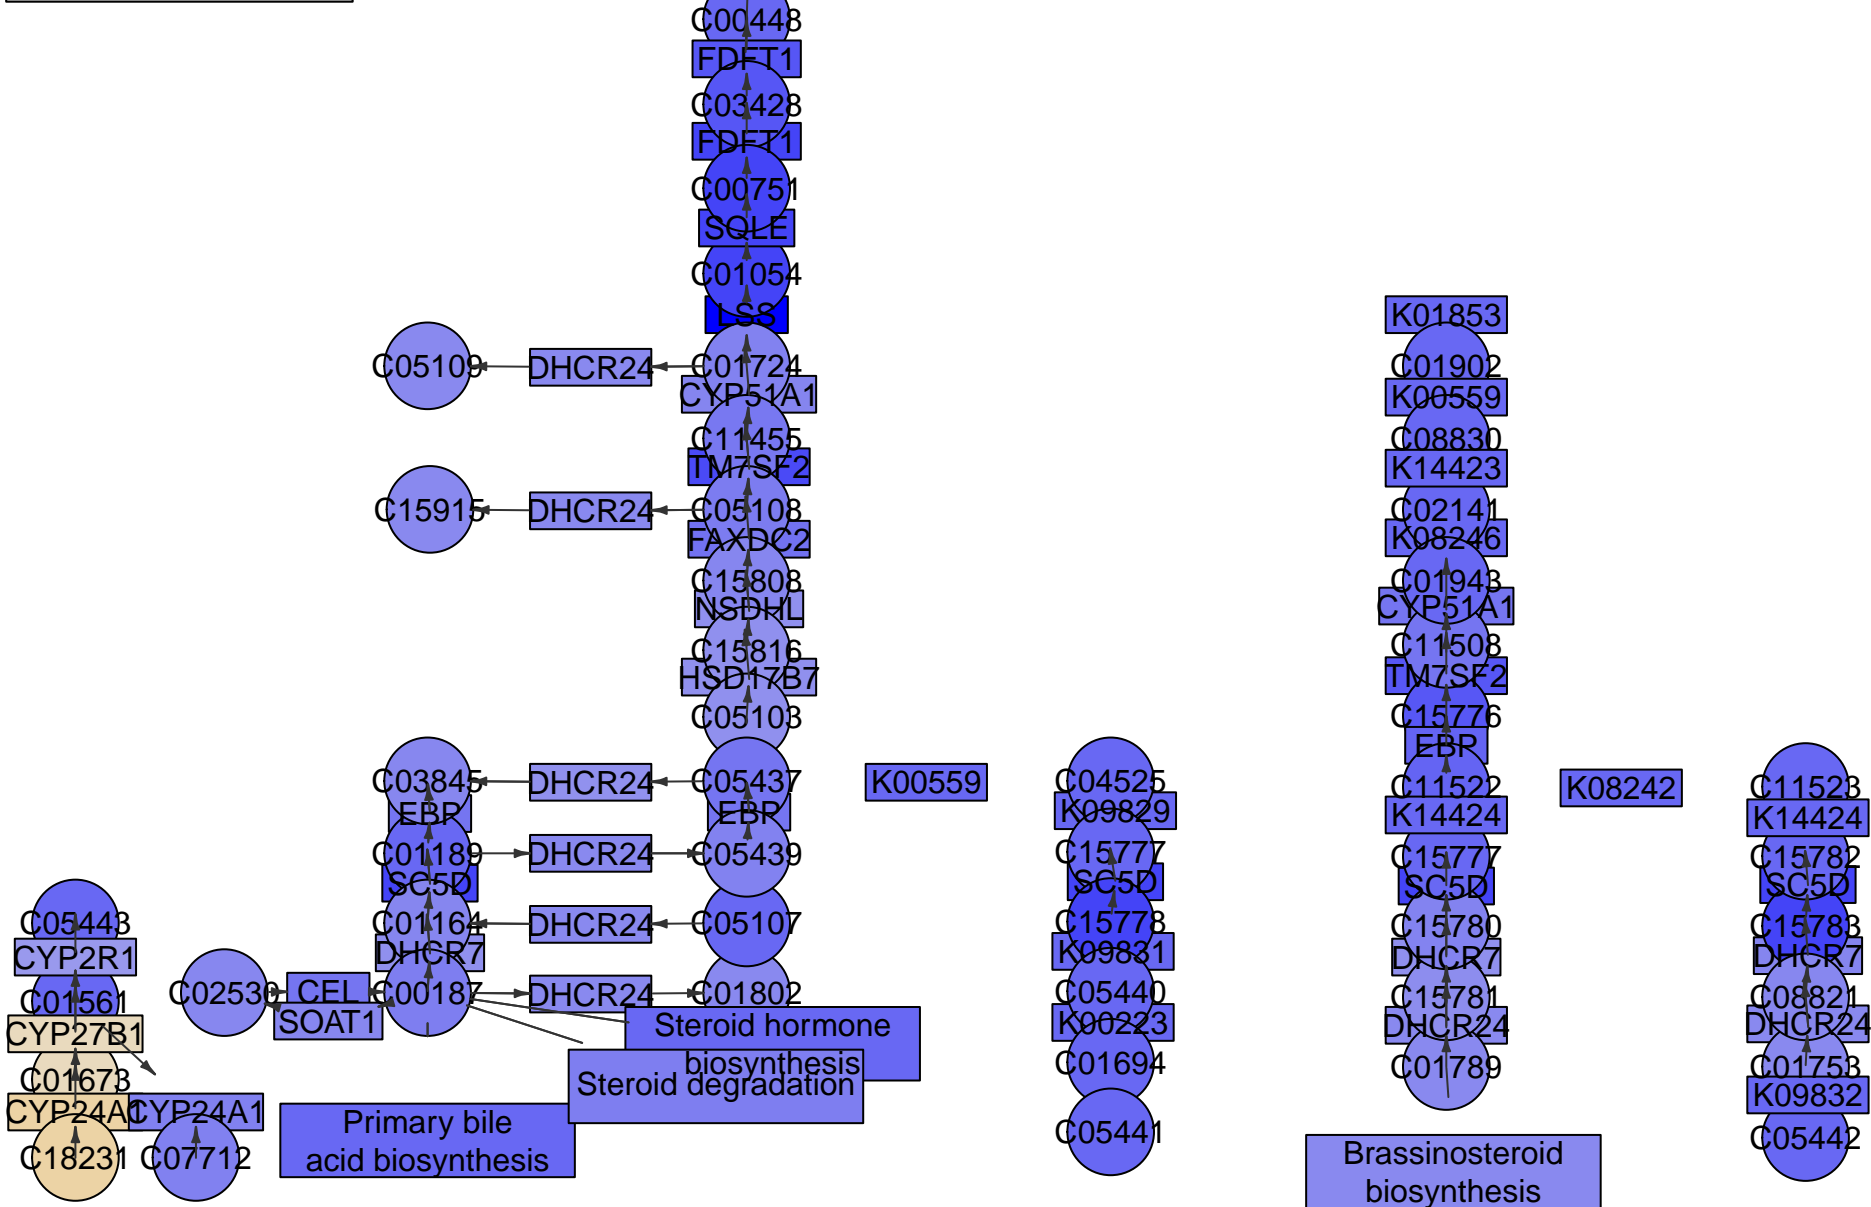 C00448
FDFT1
C03428
FDFT1
C00751
SQLE
C01054
LSS
C05109
DHCR24
C01724
CYP51A1
C11455
TM7SF2
C15915
DHCR24
C05108
FAXDC2
C15808
NSDHL
C15816
HSD17B7
C05103
C03845
DHCR24
C05437
EBP
EBP
C01189
DHCR24
C05439
SC5D
C01164
DHCR24
C05107
DHCR7
C02530
CEL
C00187
DHCR24
C01802
SOAT1
Steroid hormone
biosynthesis
Steroid degradation
Primary bile
acid biosynthesis
C05443
CYP2R1
C01561
CYP27B1
C01673
CYP24A1
CYP24A1
C18231
C07712
K00559
C04525
K09829
C15777
SC5D
C15778
K09831
C05440
K00223
C01694
C05441
K01853
C01902
K00559
C08830
K14423
C02141
K08246
C01943
CYP51A1
C11508
TM7SF2
C15776
EBP
C11522
K14424
C15777
SC5D
C15780
DHCR7
C15781
DHCR24
C01789
Brassinosteroid
biosynthesis
K08242
C11523
K14424
C15782
SC5D
C15783
DHCR7
C08821
DHCR24
C01753
K09832
C05442